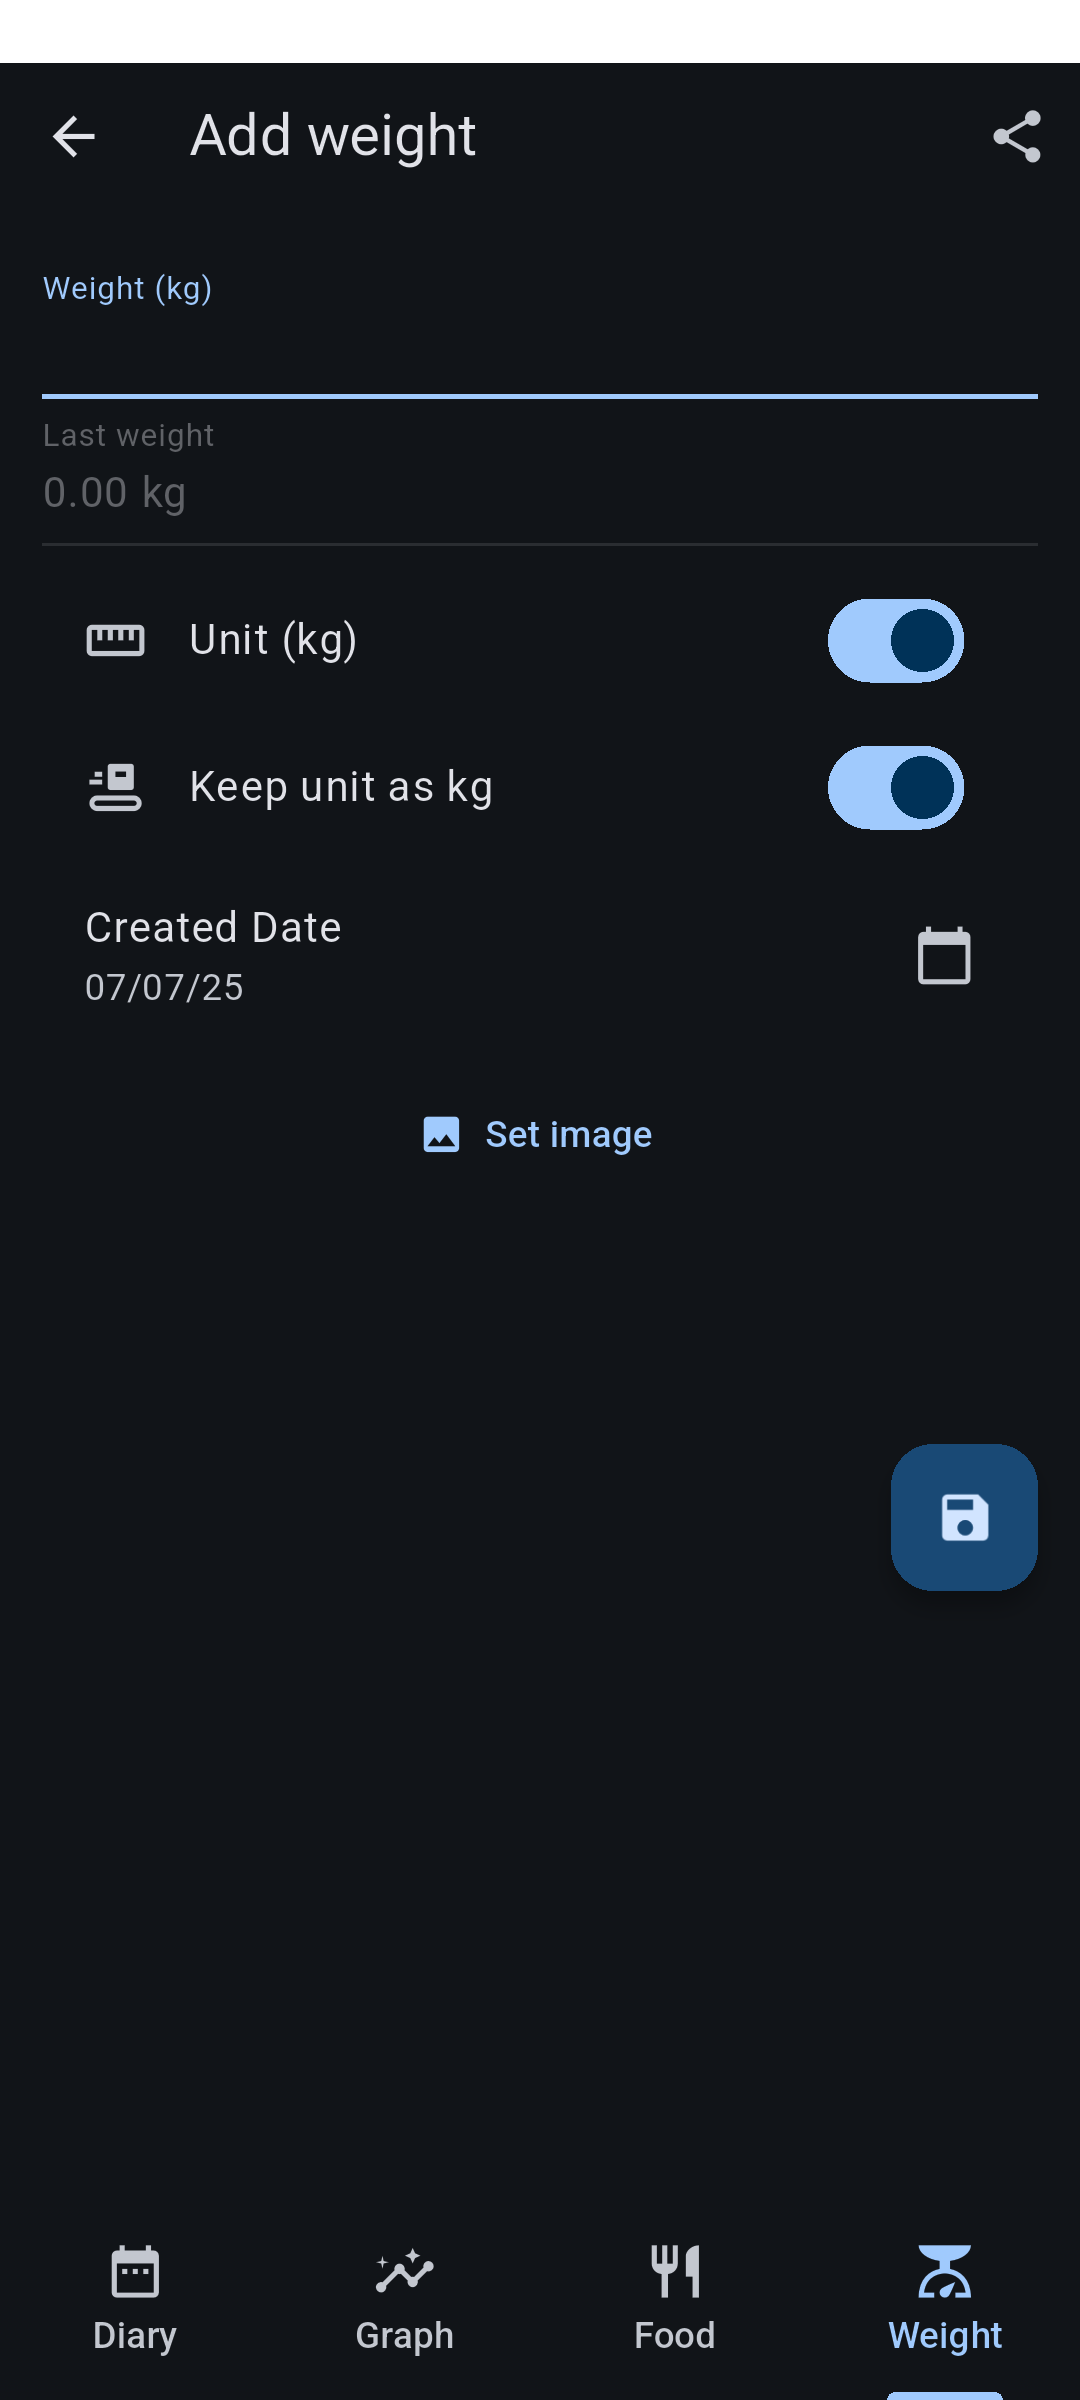 Add weight
Weight (kg)
Last weight
0.00 kg
Unit (kg)
Keep unit as kg
Created Date
07/07/25
Set image
Diary
Graph
Food
Weight